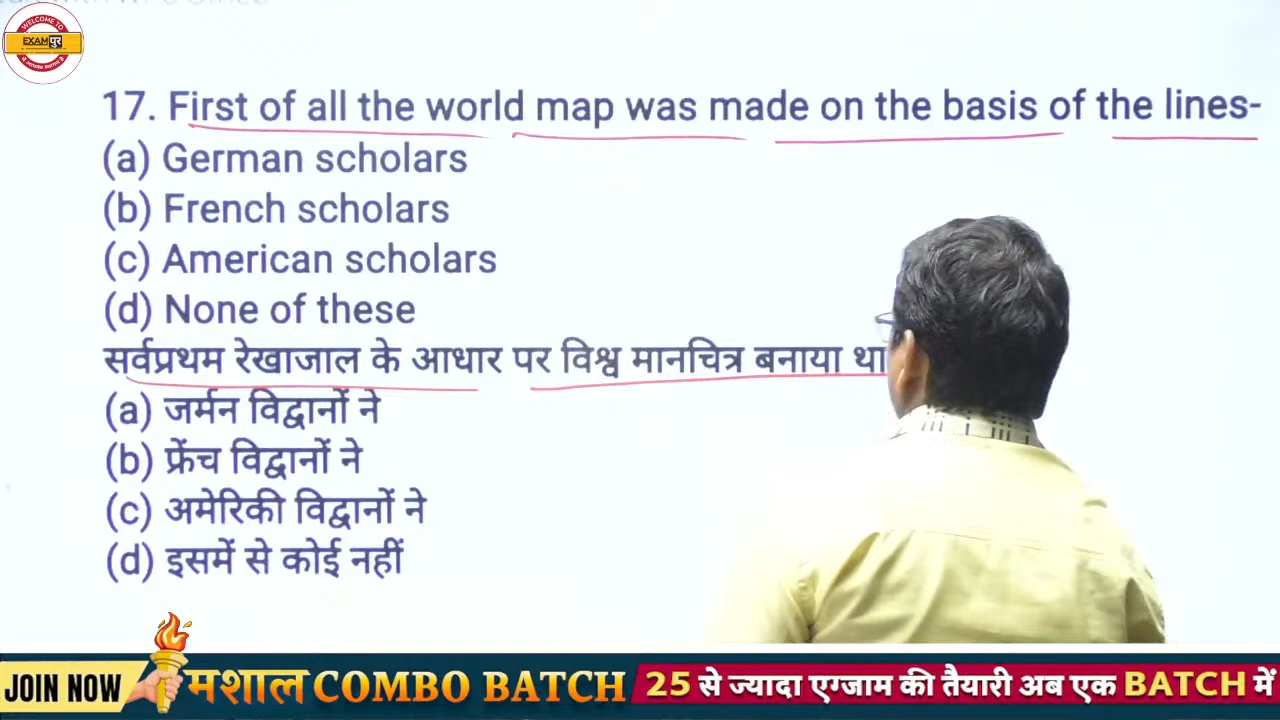 WELCOME TO
EXAMपुर
17. First of all the world map was made on the basis of the lines-
(a) German scholars
(b) French scholars
(c) American scholars
(d) None of these
सर्वप्रथम रेखाजाल के आधार पर विश्व मानचित्र बनाया था
(a) जर्मन विद्वानों ने
(b) फ्रेंच विद्वानों ने
(c) अमेरिकी विद्वानों ने
(d) इसमें से कोई नहीं
JOIN NOW मशाल COMBO BATCH 25 से ज्यादा एग्जाम की तैयारी अब एक BATCH में